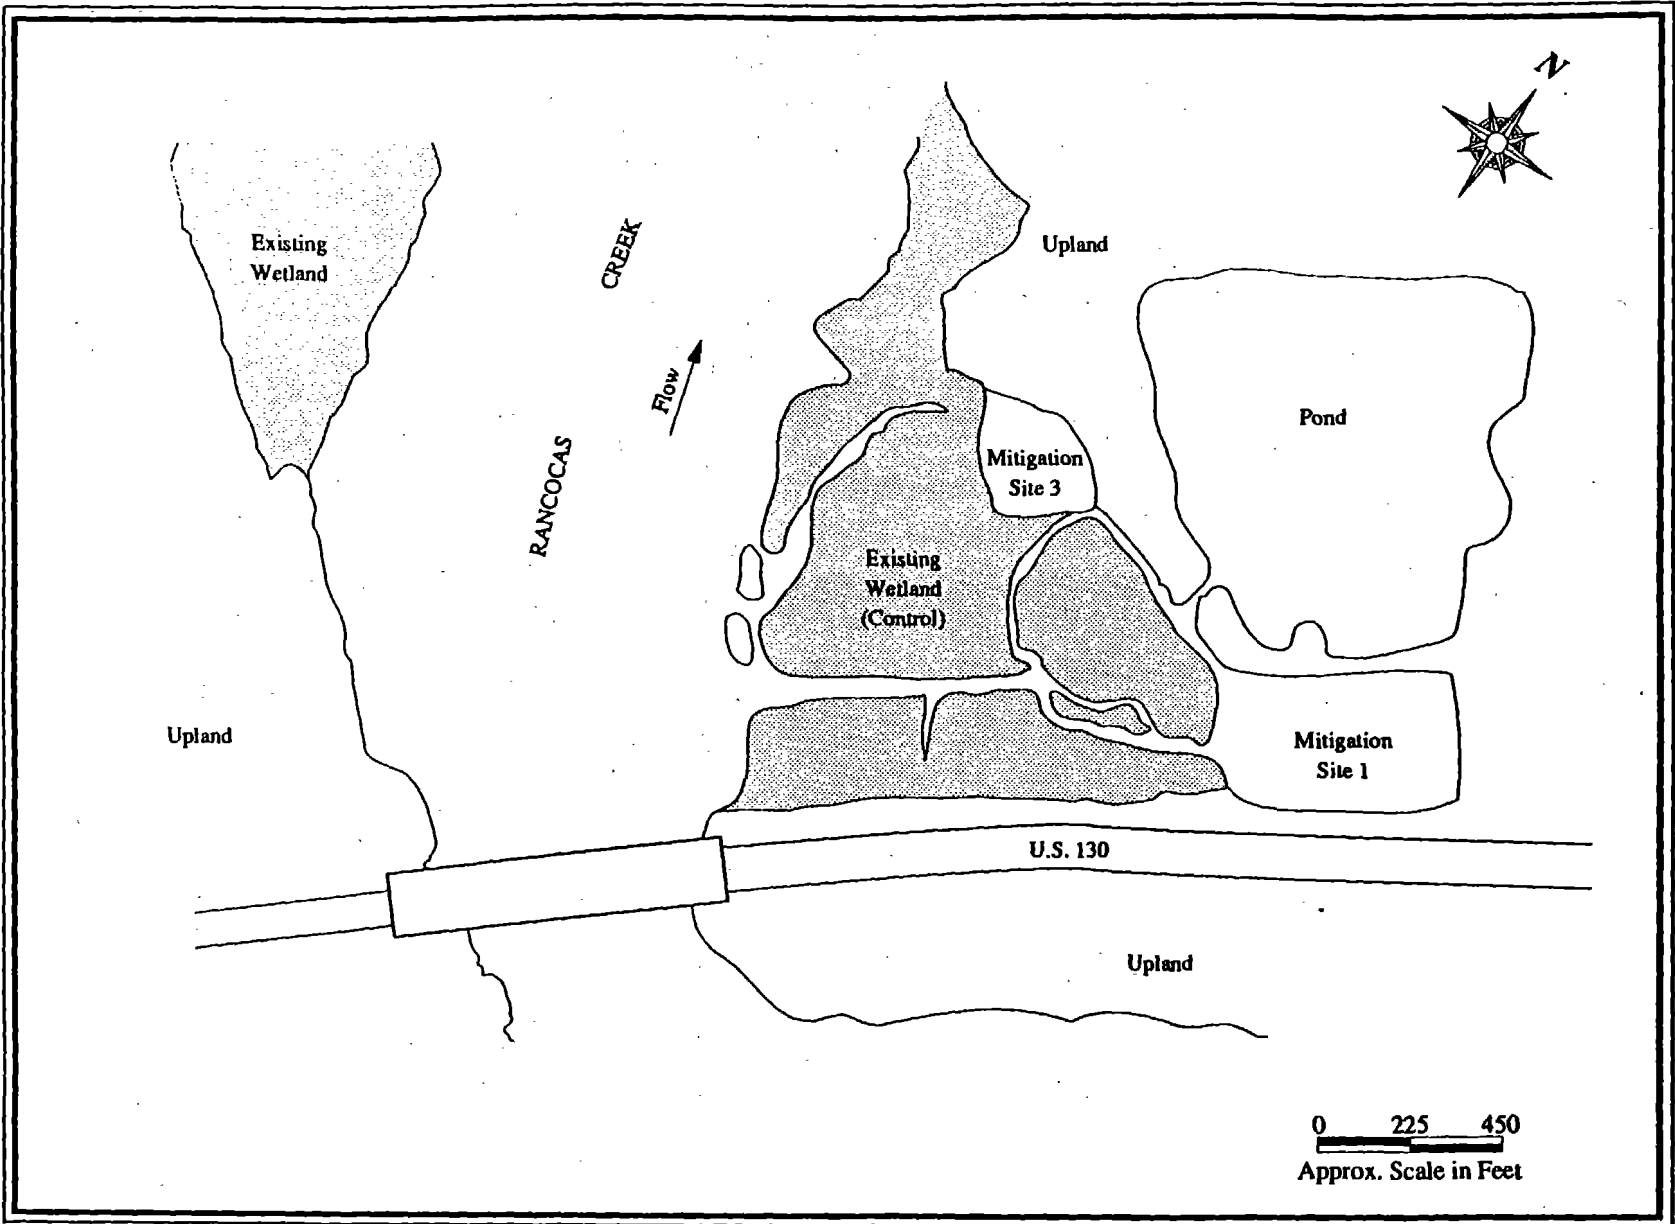 N
Existing
Wetland
CREEK
Upland
Flow
Pond
Mitigation
Site 3
RANCOCAS
Existing
Wetland
(Control)
Upland
Mitigation
Site 1
U.S. 130
Upland
0 225 450
Approx. Scale in Feet